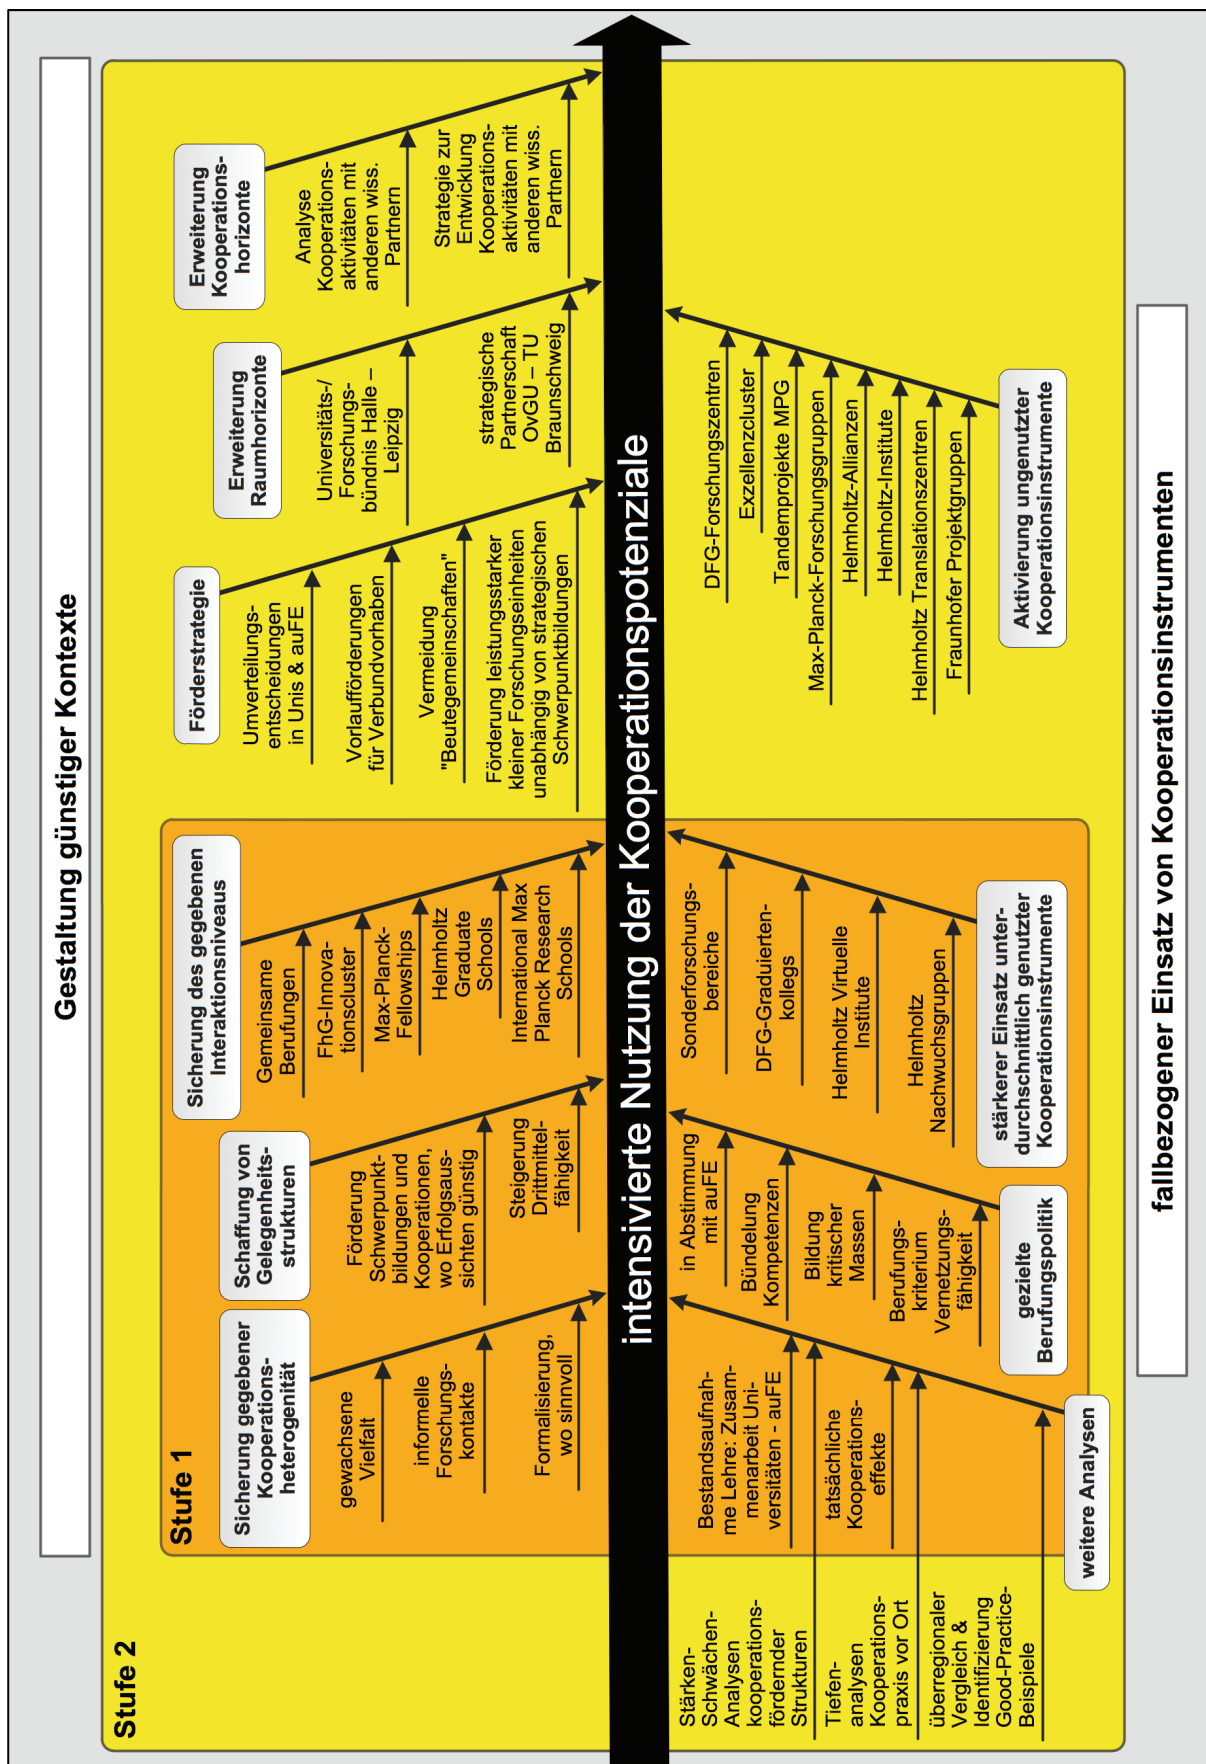 Gestaltung günstiger Kontexte
Stufe 2
Stufe 1
Sicherung gegebener
Kooperations-
heterogenität
gewachsene
Vielfalt
informelle
Forschungs-
kontakte
Formalisierung,
wo sinnvoll
Schaffung von
Gelegenheits-
strukturen
Förderung
Schwerpunkt-
bildungen und
Kooperationen,
wo Erfolgsaus-
sichten günstig
Steigerung
Drittmittel-
fähigkeit
Sicherung des gegebenen
Interaktionsniveaus
Gemeinsame
Berufungen
FhG-Innova-
tionscluster
Max-Planck-
Fellowships
Helmholtz
Graduate
Schools
International Max
Planck Research
Schools
Förderstrategie
Umverteilungs-
entscheidungen
in Unis & auFE
Vorlaufförderungen
für Verbundvorhaben
Vermeidung
"Beutegemeinschaften"
Förderung leistungsstarker
kleiner Forschungseinheiten
unabhängig von strategischen
Schwerpunktbildungen
Erweiterung
Raumhorizonte
Universitäts-/
Forschungs-
bündnis Halle –
Leipzig
strategische
Partnerschaft
OvGU – TU
Braunschweig
Erweiterung
Kooperations-
horizonte
Analyse
Kooperations-
aktivitäten mit
anderen wiss.
Partnern
Strategie zur
Entwicklung
Kooperations-
aktivitäten mit
anderen wiss.
Partnern
intensivierte Nutzung der Kooperationspotenziale
Stärken-
Schwächen-
Analysen
kooperations-
fördernder
Strukturen
Tiefen-
analysen
Kooperations-
praxis vor Ort
überregionaler
Vergleich &
Identifizierung
Good-Practice-
Beispiele
Bestandsaufnah-
me Lehre: Zusam-
menarbeit Uni-
versitäten - auFE
tatsächliche
Kooperations-
effekte
weitere Analysen
in Abstimmung
mit auFE
Bündelung
Kompetenzen
Bildung
kritischer
Massen
Berufungs-
kriterium
Vernetzungs-
fähigkeit
gezielte
Berufungspolitik
Sonderforschungs-
bereiche
DFG-Graduierten-
kollegs
Helmholz Virtuelle
Institute
Helmholtz
Nachwuchsgruppen
stärkerer Einsatz unter-
durchschnittlich genutzter
Kooperationsinstrumente
DFG-Forschungszentren
Exzellenzcluster
Tandemprojekte MPG
Max-Planck-Forschungsgruppen
Helmholtz-Allianzen
Helmholtz-Institute
Helmholtz Translationszentren
Fraunhofer Projektgruppen
Aktivierung ungenutzter
Kooperationsinstrumente
fallbezogener Einsatz von Kooperationsinstrumenten